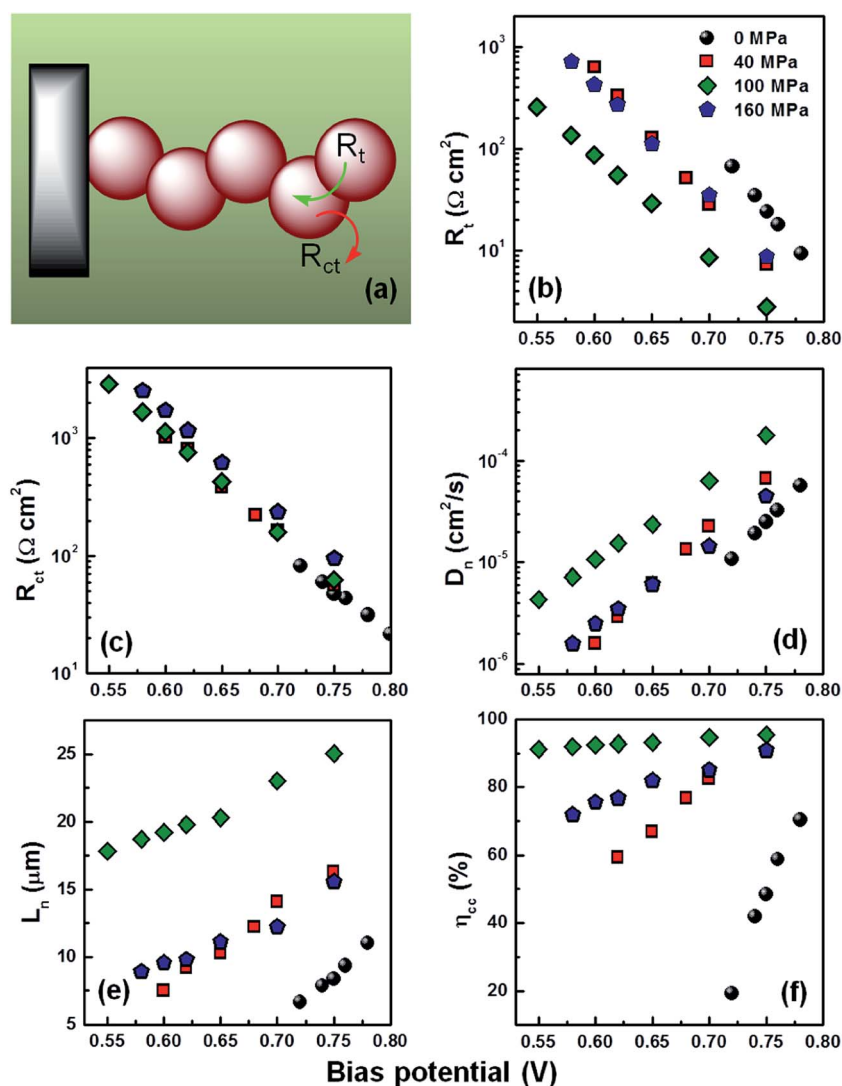 R_t
R_ct
(a)
10^3
10^2
10^1
R_t (Ω cm^2)
0 MPa
40 MPa
100 MPa
160 MPa
(b)
0.55 0.60 0.65 0.70 0.75 0.80
10^3
10^2
10^1
R_ct (Ω cm^2)
(c)
0.55 0.60 0.65 0.70 0.75 0.80
10^-4
10^-5
10^-6
D_n (cm^2/s)
(d)
0.55 0.60 0.65 0.70 0.75 0.80
25
20
15
10
5
L_n (μm)
(e)
0.55 0.60 0.65 0.70 0.75 0.80
100
80
60
40
20
η_cc (%)
(f)
0.55 0.60 0.65 0.70 0.75 0.80
Bias potential (V)